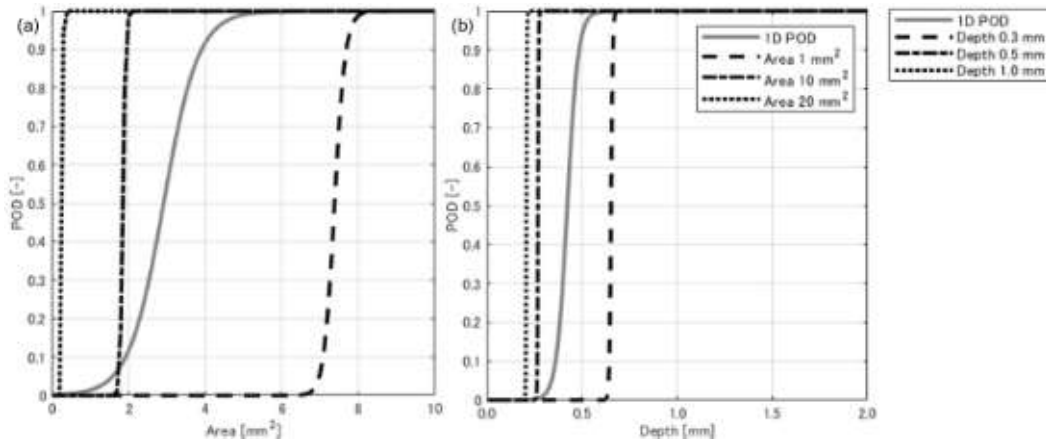 (a)
1
0.9
0.8
0.7
0.6
0.5
0.4
0.3
0.2
0.1
0
POD [-]
0 2 4 6 8 10
Area [mm²]
(b)
1
0.9
0.8
0.7
0.6
0.5
0.4
0.3
0.2
0.1
0
POD [-]
0.0 0.5 1.0 1.5 2.0
Depth [mm]
1D POD
Area 1 mm²
Area 10 mm²
Area 20 mm²
1D POD
Depth 0.3 mm
Depth 0.5 mm
Depth 1.0 mm